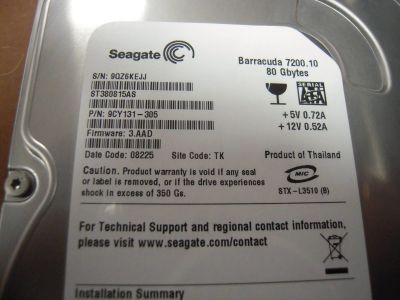 Seagate
Barracuda 7200.10
80 Gbytes
S/N: 9QZ6KEJJ
ST380815AS
SERIAL ATA
P/N: 9CY131-305
+5V 0.72A
+12V 0.52A
Firmware: 3.AAD
Date Code: 08225 Site Code: TK
Product of Thailand
Caution. Product warranty is void if any seal
or label is removed, or if the drive experiences
shock in excess of 350 Gs.
MIC
STX-L3510 (B)
For Technical Support and regional contact information,
please visit www.seagate.com/contact
Installation Summary